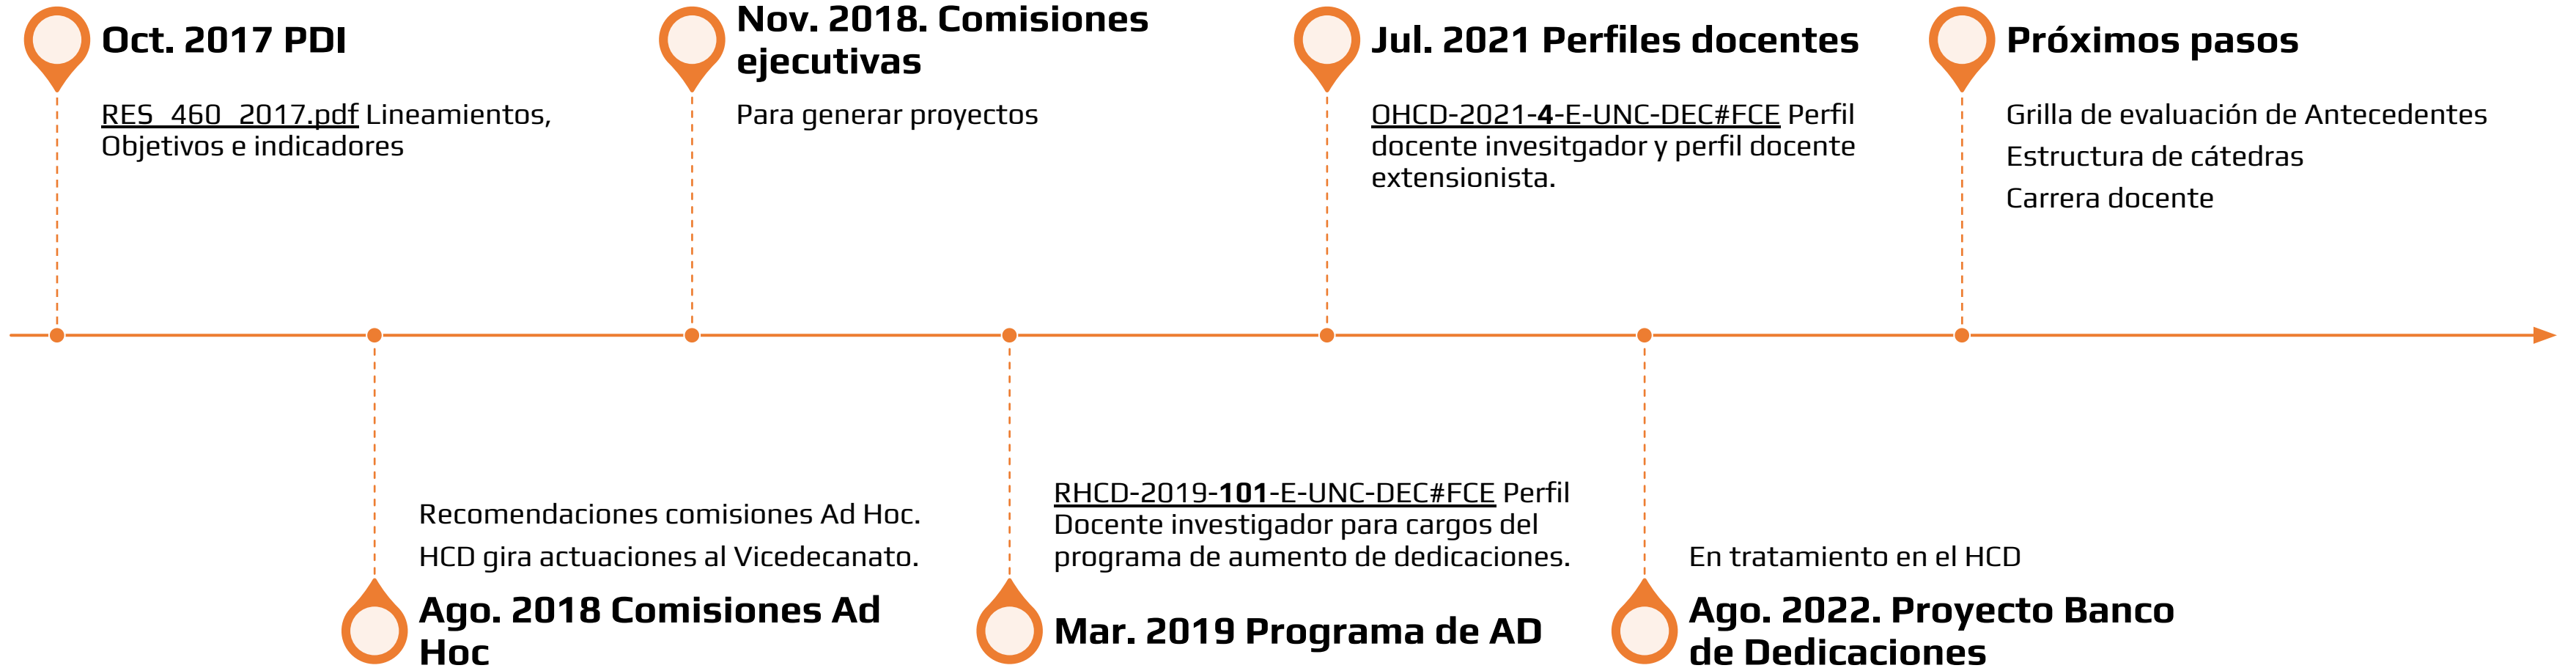 Oct. 2017 PDI
RES_460_2017.pdf Lineamientos,
Objetivos e indicadores
Nov. 2018. Comisiones
ejecutivas
Para generar proyectos
Jul. 2021 Perfiles docentes
OHCD-2021-4-E-UNC-DEC#FCE Perfil
docente invesitgador y perfil docente
extensionista.
Próximos pasos
Grilla de evaluación de Antecedentes
Estructura de cátedras
Carrera docente
Recomendaciones comisiones Ad Hoc.
HCD gira actuaciones al Vicedecanato.
Ago. 2018 Comisiones Ad
Hoc
RHCD-2019-101-E-UNC-DEC#FCE Perfil
Docente investigador para cargos del
programa de aumento de dedicaciones.
Mar. 2019 Programa de AD
En tratamiento en el HCD
Ago. 2022. Proyecto Banco
de Dedicaciones